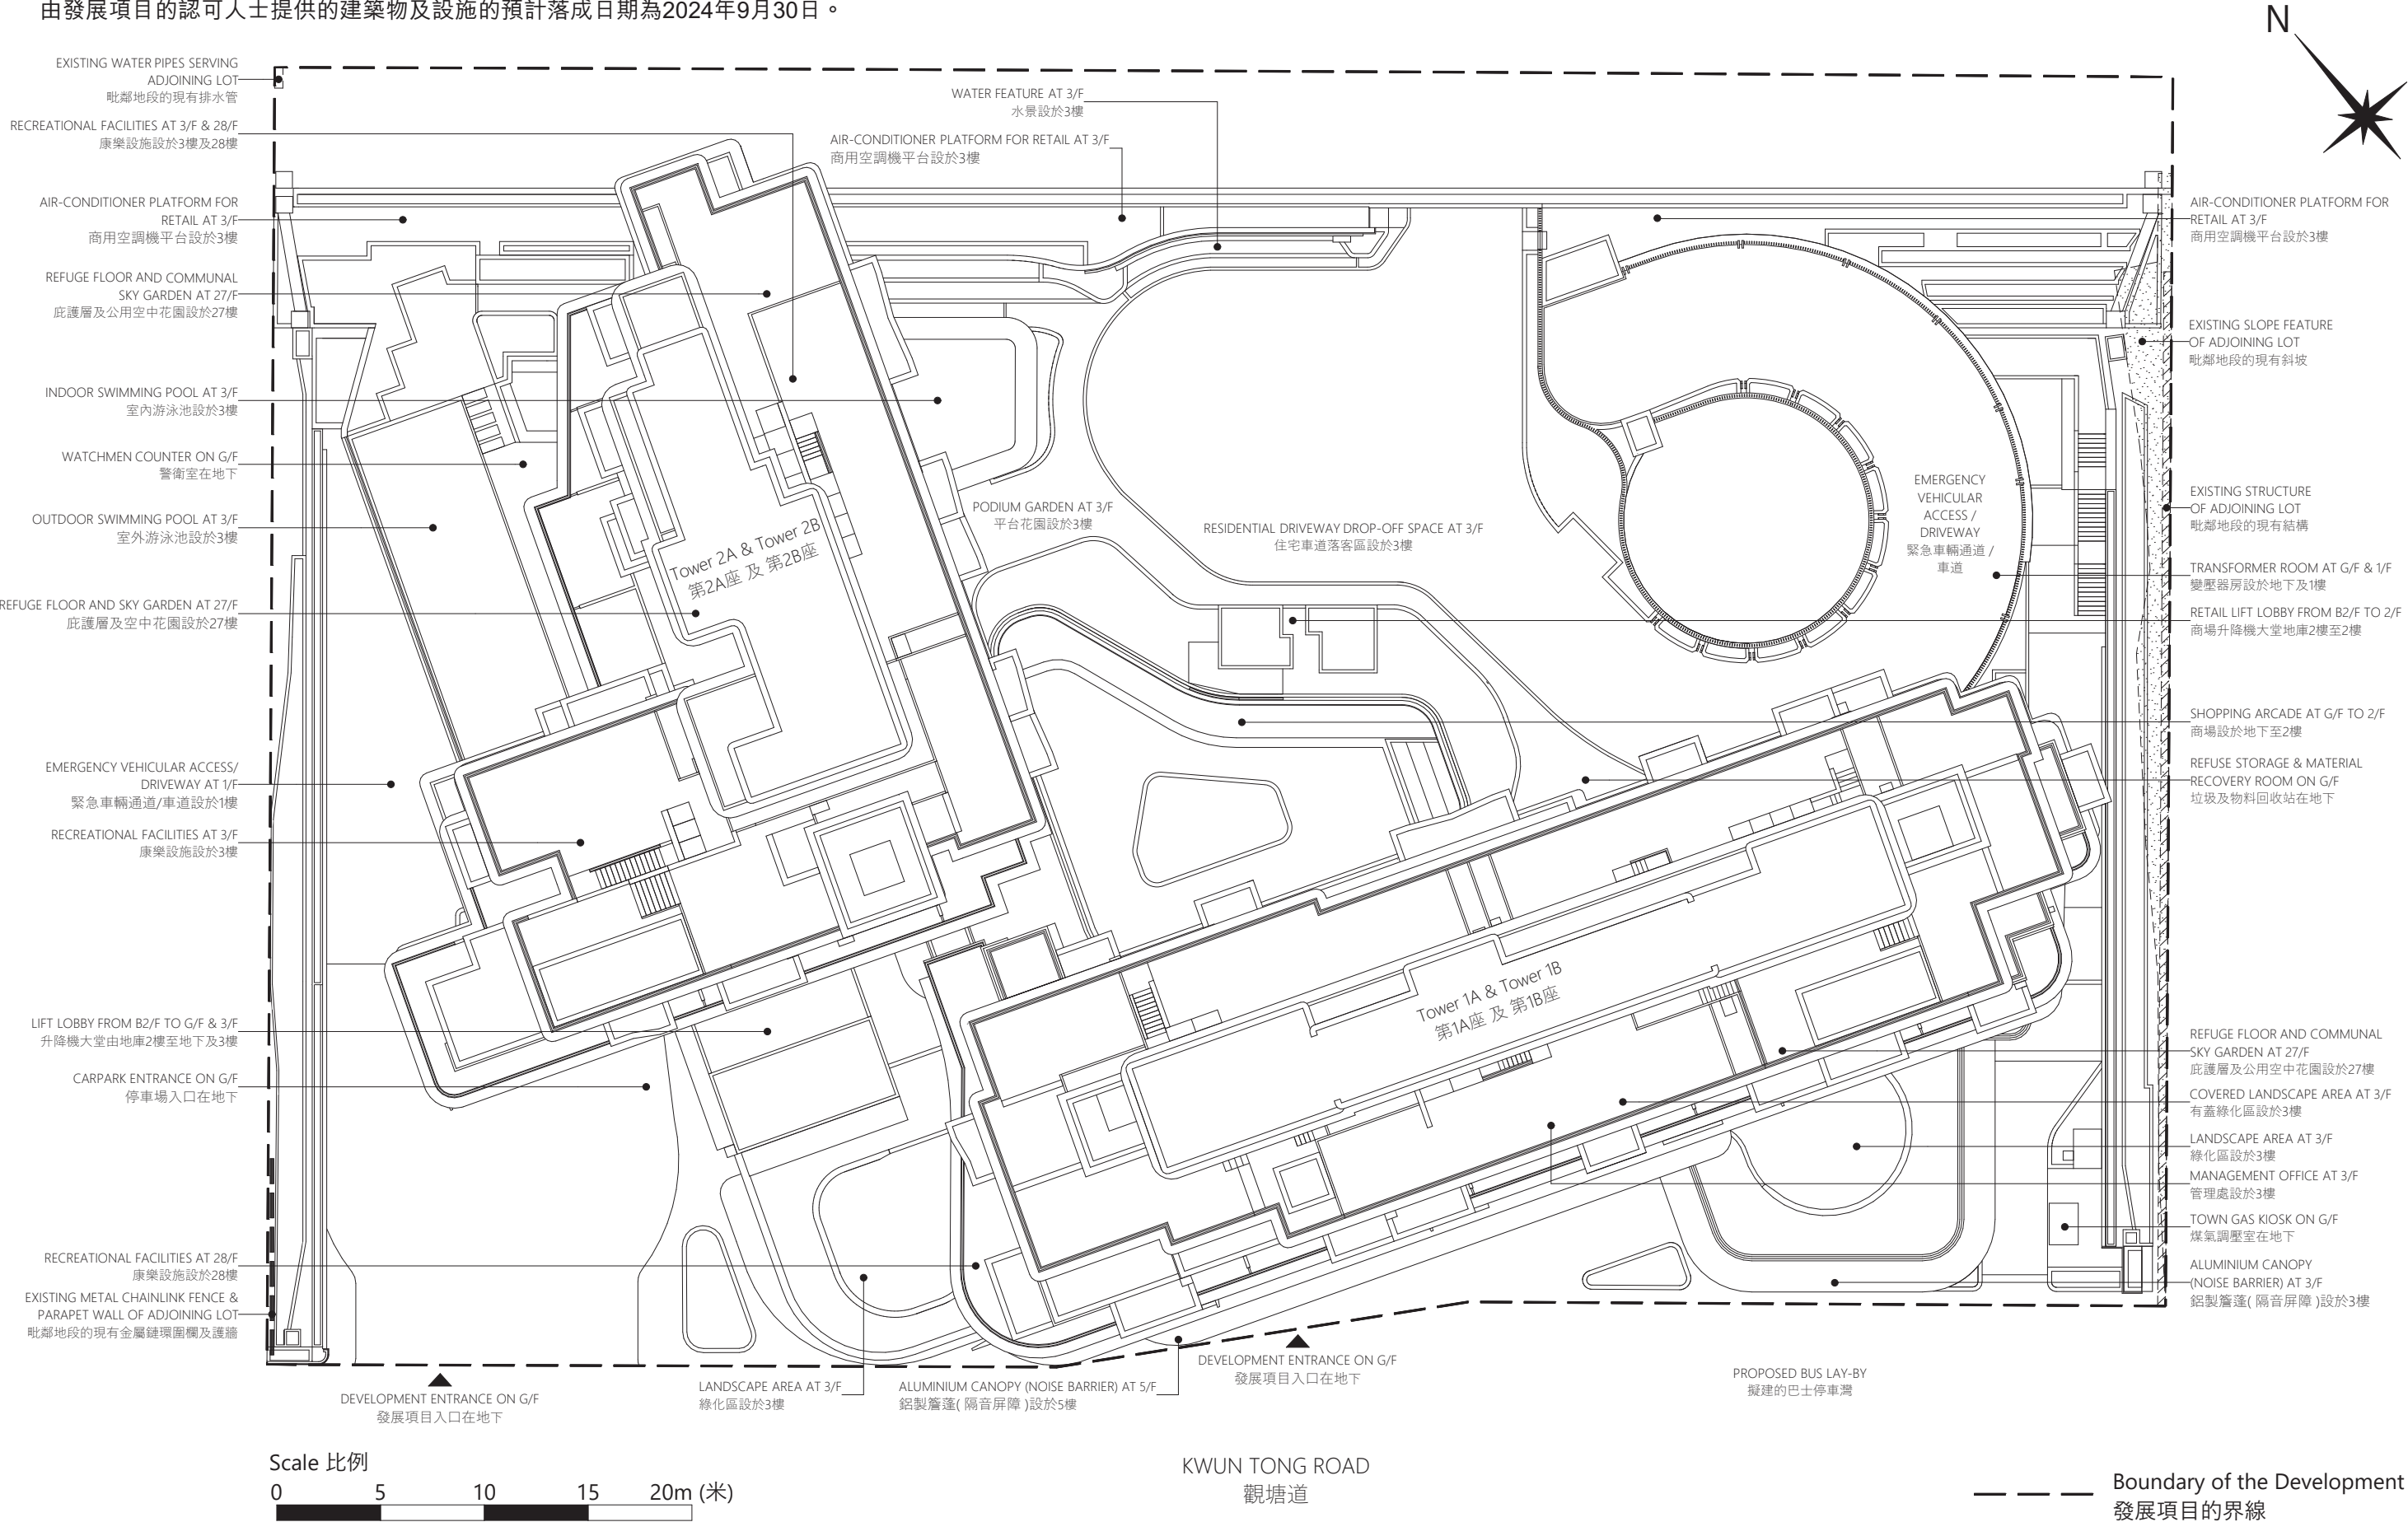 由發展項目的認可人士提供的建築物及設施的預計落成日期為2024年9月30日。
N
EXISTING WATER PIPES SERVING
ADJOINING LOT
毗鄰地段的現有排水管
RECREATIONAL FACILITIES AT 3/F & 28/F
康樂設施設於3樓及28樓
AIR-CONDITIONER PLATFORM FOR
RETAIL AT 3/F
商用空調機平台設於3樓
REFUGE FLOOR AND COMMUNAL
SKY GARDEN AT 27/F
庇護層及公用空中花園設於27樓
INDOOR SWIMMING POOL AT 3/F
室內游泳池設於3樓
WATCHMEN COUNTER ON G/F
警衛室在地下
OUTDOOR SWIMMING POOL AT 3/F
室外游泳池設於3樓
REFUGE FLOOR AND SKY GARDEN AT 27/F
庇護層及空中花園設於27樓
EMERGENCY VEHICULAR ACCESS/
DRIVEWAY AT 1/F
緊急車輛通道/車道設於1樓
RECREATIONAL FACILITIES AT 3/F
康樂設施設於3樓
LIFT LOBBY FROM B2/F TO G/F & 3/F
升降機大堂由地庫2樓至地下及3樓
CARPARK ENTRANCE ON G/F
停車場入口在地下
RECREATIONAL FACILITIES AT 28/F
康樂設施設於28樓
EXISTING METAL CHAINLINK FENCE &
PARAPET WALL OF ADJOINING LOT
毗鄰地段的現有金屬鏈環圍欄及護牆
WATER FEATURE AT 3/F
水景設於3樓
AIR-CONDITIONER PLATFORM FOR RETAIL AT 3/F
商用空調機平台設於3樓
PODIUM GARDEN AT 3/F
平台花園設於3樓
RESIDENTIAL DRIVEWAY DROP-OFF SPACE AT 3/F
住宅車道落客區設於3樓
EMERGENCY
VEHICULAR
ACCESS /
DRIVEWAY
緊急車輛通道 /
車道
Tower 2A & Tower 2B
第2A座 及 第2B座
Tower 1A & Tower 1B
第1A座 及 第1B座
AIR-CONDITIONER PLATFORM FOR
RETAIL AT 3/F
商用空調機平台設於3樓
EXISTING SLOPE FEATURE
OF ADJOINING LOT
毗鄰地段的現有斜坡
EXISTING STRUCTURE
OF ADJOINING LOT
毗鄰地段的現有結構
TRANSFORMER ROOM AT G/F & 1/F
變壓器房設於地下及1樓
RETAIL LIFT LOBBY FROM B2/F TO 2/F
商場升降機大堂地庫2樓至2樓
SHOPPING ARCADE AT G/F TO 2/F
商場設於地下至2樓
REFUSE STORAGE & MATERIAL
RECOVERY ROOM ON G/F
垃圾及物料回收站在地下
REFUGE FLOOR AND COMMUNAL
SKY GARDEN AT 27/F
庇護層及公用空中花園設於27樓
COVERED LANDSCAPE AREA AT 3/F
有蓋綠化區設於3樓
LANDSCAPE AREA AT 3/F
綠化區設於3樓
MANAGEMENT OFFICE AT 3/F
管理處設於3樓
TOWN GAS KIOSK ON G/F
煤氣調壓室在地下
ALUMINIUM CANOPY
(NOISE BARRIER) AT 3/F
鋁製簷蓬( 隔音屏障 )設於3樓
DEVELOPMENT ENTRANCE ON G/F
發展項目入口在地下
LANDSCAPE AREA AT 3/F
綠化區設於3樓
ALUMINIUM CANOPY (NOISE BARRIER) AT 5/F
鋁製簷蓬( 隔音屏障 )設於5樓
DEVELOPMENT ENTRANCE ON G/F
發展項目入口在地下
PROPOSED BUS LAY-BY
擬建的巴士停車灣
Scale 比例
0 5 10 15 20m (米)
KWUN TONG ROAD
觀塘道
Boundary of the Development
發展項目的界線